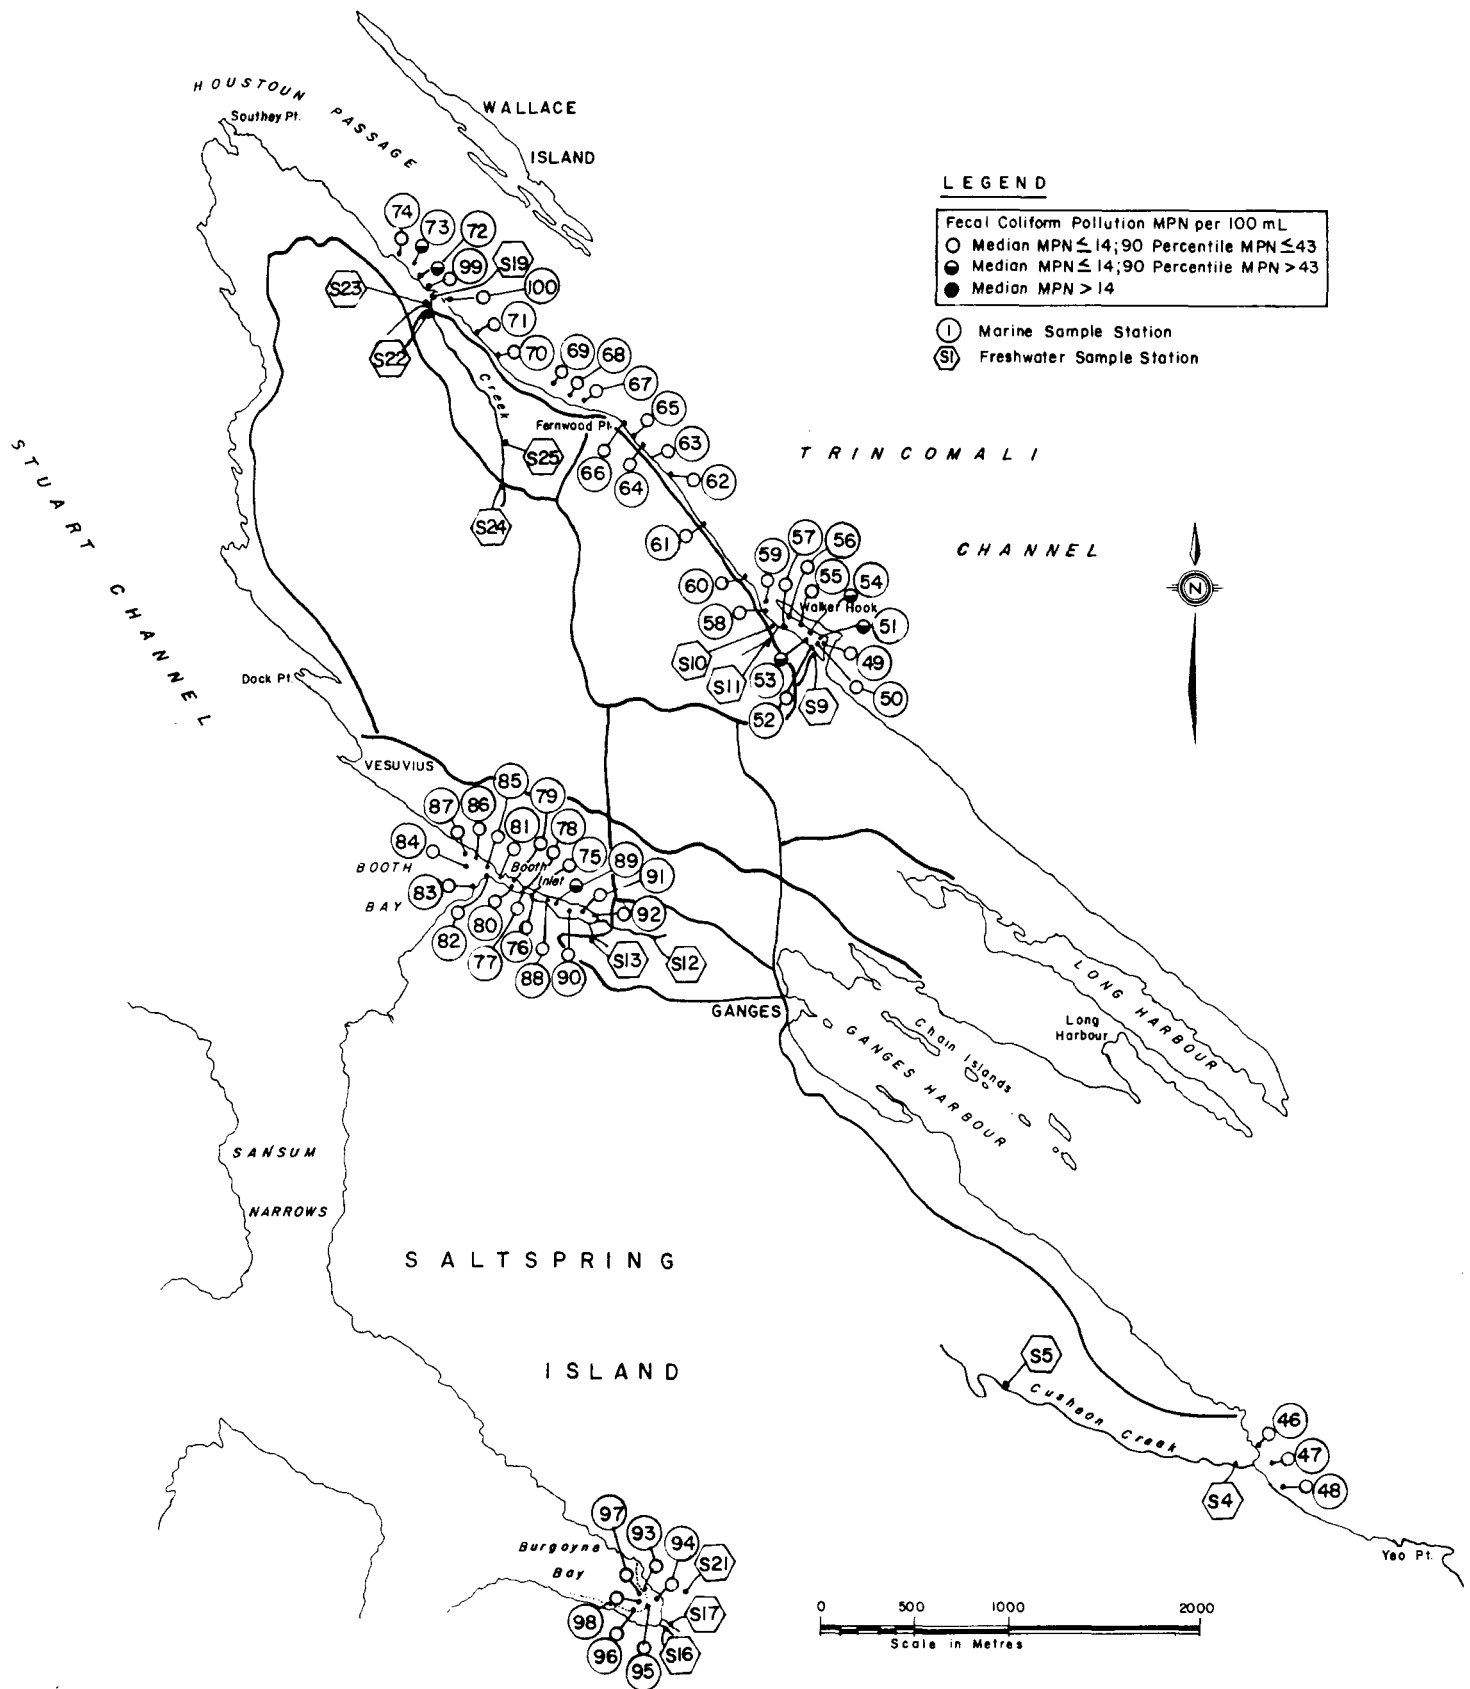 HOUSTOUN
PASSAGE
Southey Pt.
WALLACE
ISLAND
LEGEND
Fecal Coliform Pollution MPN per 100 mL
Median MPN ≤ 14; 90 Percentile MPN ≤ 43
Median MPN ≤ 14; 90 Percentile MPN > 43
Median MPN > 14
1 Marine Sample Station
S1 Freshwater Sample Station
74
73
72
99
S19
100
S23
S22
71
70
69
68
67
65
63
62
Creek
Fernwood Pt.
66
64
S25
S24
61
TRINCOMALI
CHANNEL
STUART
CHANNEL
N
59
57
56
55
54
60
58
Walker Hook
51
49
50
S10
S11
53
52
S9
Dock Pt.
VESUVIUS
87
86
85
81
79
78
75
89
91
84
BOOTH
BAY
Booth
Inlet
83
82
80
77
76
88
90
92
S13
S12
GANGES
LONG HARBOUR
Long
Harbour
Chain Islands
GANGES HARBOUR
SANSUM
NARROWS
SALTSPRING
ISLAND
S5
Cusheon Creek
46
47
48
S4
Yeo Pt.
97
93
94
S21
Burgoyne
Bay
S17
98
96
95
S16
0 500 1000 2000
Scale in Metres